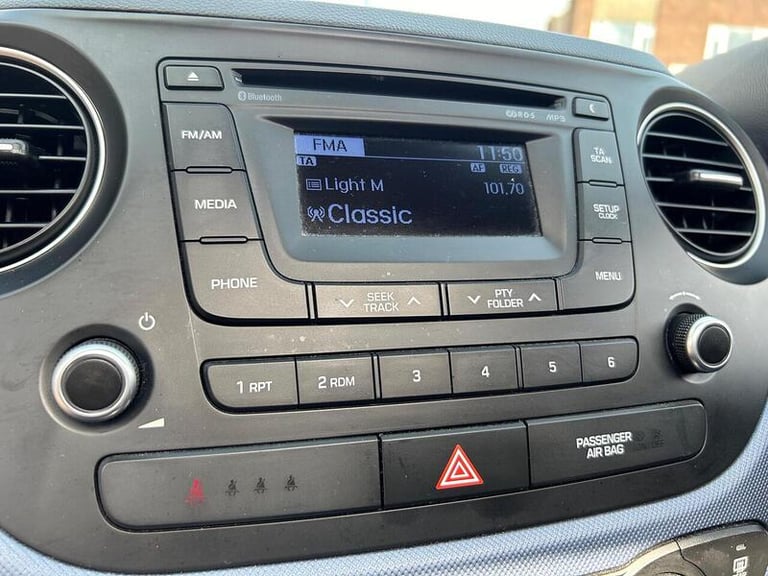 Bluetooth
RDS MP3
FM/AM
MEDIA
PHONE
FMA 11:50
TA AF REG
Light M 101.70
Classic
TA
SCAN
SETUP
CLOCK
MENU
SEEK
TRACK
PTY
FOLDER
1 RPT 2 RDM 3 4 5 6
PASSENGER
AIR BAG